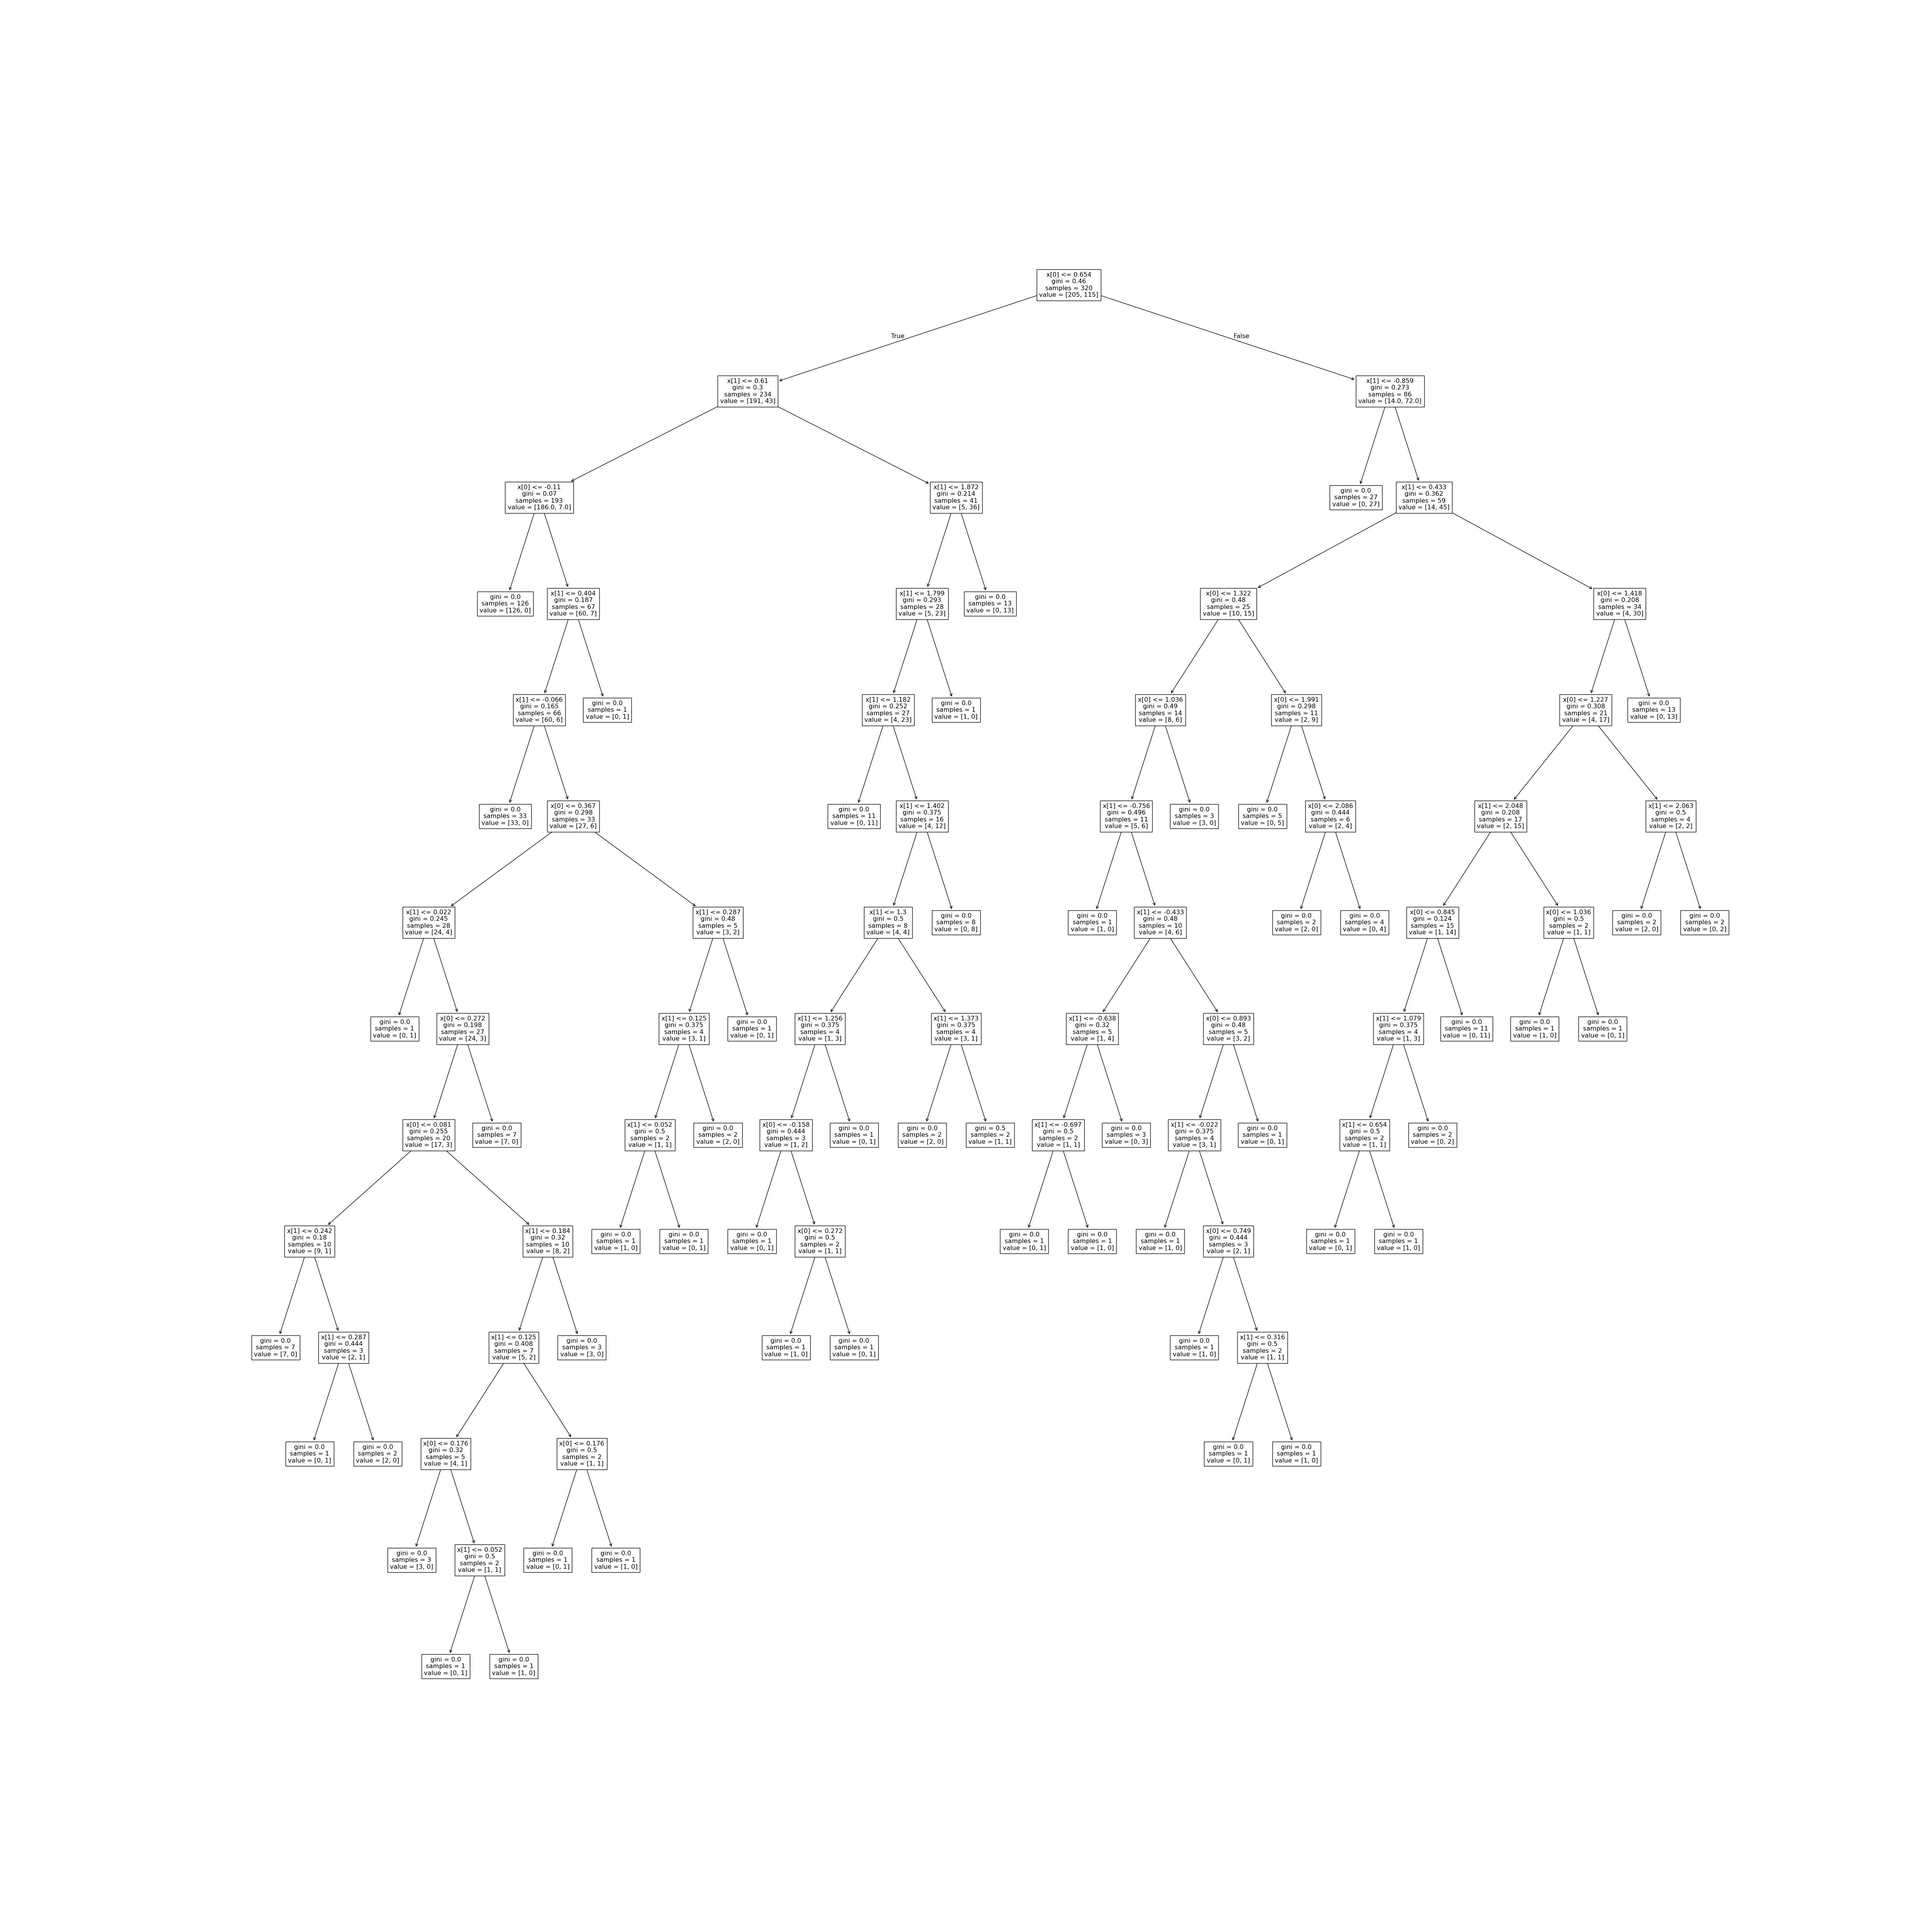 x[0] <= 0.654
gini = 0.46
samples = 320
value = [205, 115]
True
False
x[1] <= 0.61
gini = 0.3
samples = 234
value = [191, 43]
x[1] <= -0.859
gini = 0.273
samples = 86
value = [14.0, 72.0]
x[0] <= -0.11
gini = 0.07
samples = 193
value = [186.0, 7.0]
x[1] <= 1.872
gini = 0.214
samples = 41
value = [5, 36]
gini = 0.0
samples = 27
value = [0, 27]
x[1] <= 0.433
gini = 0.362
samples = 59
value = [14, 45]
gini = 0.0
samples = 126
value = [126, 0]
x[1] <= 0.404
gini = 0.187
samples = 67
value = [60, 7]
x[1] <= 1.799
gini = 0.293
samples = 28
value = [5, 23]
gini = 0.0
samples = 13
value = [0, 13]
x[0] <= 1.322
gini = 0.48
samples = 25
value = [10, 15]
x[0] <= 1.418
gini = 0.208
samples = 34
value = [4, 30]
x[1] <= -0.066
gini = 0.165
samples = 66
value = [60, 6]
gini = 0.0
samples = 1
value = [0, 1]
x[1] <= 1.182
gini = 0.252
samples = 27
value = [4, 23]
gini = 0.0
samples = 1
value = [1, 0]
x[0] <= 1.036
gini = 0.49
samples = 14
value = [8, 6]
x[0] <= 1.991
gini = 0.298
samples = 11
value = [2, 9]
x[0] <= 1.227
gini = 0.308
samples = 21
value = [4, 17]
gini = 0.0
samples = 13
value = [0, 13]
gini = 0.0
samples = 33
value = [33, 0]
x[0] <= 0.367
gini = 0.298
samples = 33
value = [27, 6]
gini = 0.0
samples = 11
value = [0, 11]
x[1] <= 1.402
gini = 0.375
samples = 16
value = [4, 12]
x[1] <= -0.756
gini = 0.496
samples = 11
value = [5, 6]
gini = 0.0
samples = 3
value = [3, 0]
gini = 0.0
samples = 5
value = [0, 5]
x[0] <= 2.086
gini = 0.444
samples = 6
value = [2, 4]
x[1] <= 2.048
gini = 0.208
samples = 17
value = [2, 15]
x[1] <= 2.063
gini = 0.5
samples = 4
value = [2, 2]
x[1] <= 0.022
gini = 0.245
samples = 28
value = [24, 4]
x[1] <= 0.287
gini = 0.48
samples = 5
value = [3, 2]
x[1] <= 1.3
gini = 0.5
samples = 8
value = [4, 4]
gini = 0.0
samples = 8
value = [0, 8]
gini = 0.0
samples = 1
value = [1, 0]
x[1] <= -0.433
gini = 0.48
samples = 10
value = [4, 6]
gini = 0.0
samples = 2
value = [2, 0]
gini = 0.0
samples = 4
value = [0, 4]
x[0] <= 0.845
gini = 0.124
samples = 15
value = [1, 14]
x[0] <= 1.036
gini = 0.5
samples = 2
value = [1, 1]
gini = 0.0
samples = 2
value = [2, 0]
gini = 0.0
samples = 2
value = [0, 2]
gini = 0.0
samples = 1
value = [0, 1]
x[0] <= 0.272
gini = 0.198
samples = 27
value = [24, 3]
x[1] <= 0.125
gini = 0.375
samples = 4
value = [3, 1]
gini = 0.0
samples = 1
value = [0, 1]
x[1] <= 1.256
gini = 0.375
samples = 4
value = [1, 3]
x[1] <= 1.373
gini = 0.375
samples = 4
value = [3, 1]
x[1] <= -0.638
gini = 0.32
samples = 5
value = [1, 4]
x[0] <= 0.893
gini = 0.48
samples = 5
value = [3, 2]
x[1] <= 1.079
gini = 0.375
samples = 4
value = [1, 3]
gini = 0.0
samples = 11
value = [0, 11]
gini = 0.0
samples = 1
value = [1, 0]
gini = 0.0
samples = 1
value = [0, 1]
x[0] <= 0.081
gini = 0.255
samples = 20
value = [17, 3]
gini = 0.0
samples = 7
value = [7, 0]
x[1] <= 0.052
gini = 0.5
samples = 2
value = [1, 1]
gini = 0.0
samples = 2
value = [2, 0]
x[0] <= -0.158
gini = 0.444
samples = 3
value = [1, 2]
gini = 0.0
samples = 1
value = [0, 1]
gini = 0.0
samples = 2
value = [2, 0]
gini = 0.5
samples = 2
value = [1, 1]
x[1] <= -0.697
gini = 0.5
samples = 2
value = [1, 1]
gini = 0.0
samples = 3
value = [0, 3]
x[1] <= -0.022
gini = 0.375
samples = 4
value = [3, 1]
gini = 0.0
samples = 1
value = [0, 1]
x[1] <= 0.654
gini = 0.5
samples = 2
value = [1, 1]
gini = 0.0
samples = 2
value = [0, 2]
x[1] <= 0.242
gini = 0.18
samples = 10
value = [9, 1]
x[1] <= 0.184
gini = 0.32
samples = 10
value = [8, 2]
gini = 0.0
samples = 1
value = [1, 0]
gini = 0.0
samples = 1
value = [0, 1]
gini = 0.0
samples = 1
value = [0, 1]
x[0] <= 0.272
gini = 0.5
samples = 2
value = [1, 1]
gini = 0.0
samples = 1
value = [0, 1]
gini = 0.0
samples = 1
value = [1, 0]
gini = 0.0
samples = 1
value = [1, 0]
x[0] <= 0.749
gini = 0.444
samples = 3
value = [2, 1]
gini = 0.0
samples = 1
value = [0, 1]
gini = 0.0
samples = 1
value = [1, 0]
gini = 0.0
samples = 7
value = [7, 0]
x[1] <= 0.287
gini = 0.444
samples = 3
value = [2, 1]
x[1] <= 0.125
gini = 0.408
samples = 7
value = [5, 2]
gini = 0.0
samples = 3
value = [3, 0]
gini = 0.0
samples = 1
value = [1, 0]
gini = 0.0
samples = 1
value = [0, 1]
gini = 0.0
samples = 1
value = [1, 0]
x[1] <= 0.316
gini = 0.5
samples = 2
value = [1, 1]
gini = 0.0
samples = 1
value = [0, 1]
gini = 0.0
samples = 2
value = [2, 0]
x[0] <= 0.176
gini = 0.32
samples = 5
value = [4, 1]
x[0] <= 0.176
gini = 0.5
samples = 2
value = [1, 1]
gini = 0.0
samples = 1
value = [0, 1]
gini = 0.0
samples = 1
value = [1, 0]
gini = 0.0
samples = 3
value = [3, 0]
x[1] <= 0.052
gini = 0.5
samples = 2
value = [1, 1]
gini = 0.0
samples = 1
value = [0, 1]
gini = 0.0
samples = 1
value = [1, 0]
gini = 0.0
samples = 1
value = [0, 1]
gini = 0.0
samples = 1
value = [1, 0]